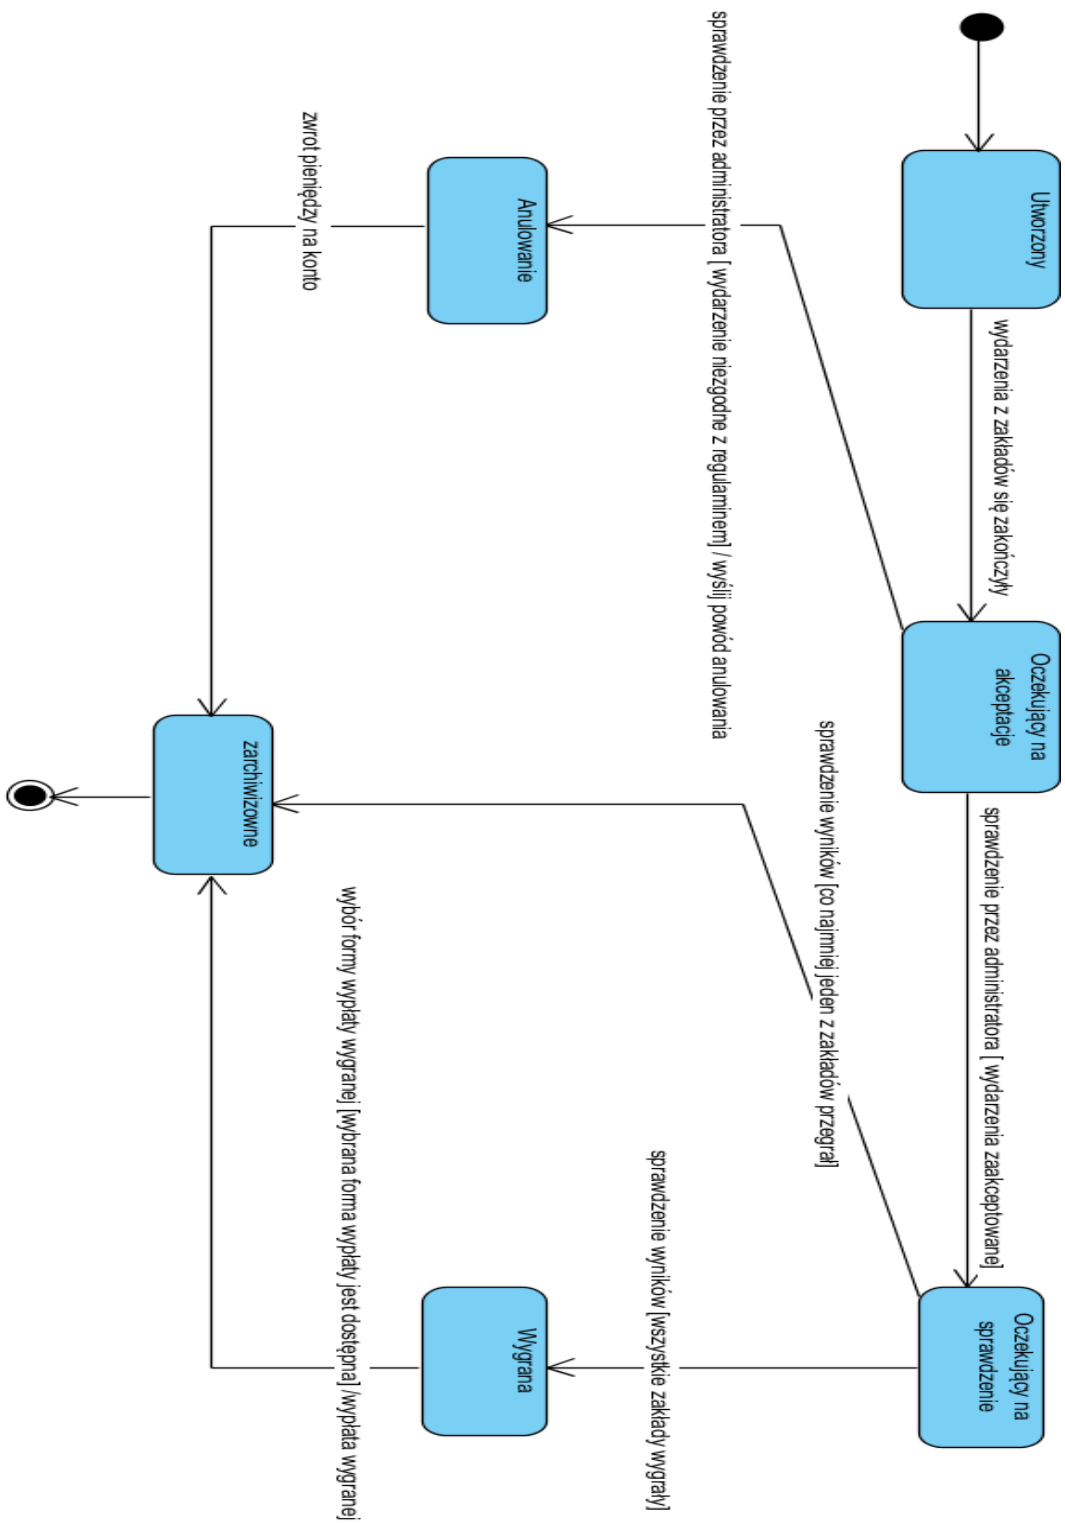 Utworzony
wydarzenia z zakładów się zakończyły
Oczekujący na
akceptacje
sprawdzenie przez administratora [ wydarzenia zaakceptowane]
Oczekujący na
sprawdzenie
sprawdzenie przez administratora [ wydarzenie niezgodne z regulaminem] / wyślij powód anulowania
sprawdzenie wyników [co najmniej jeden z zakładów przegrał]
sprawdzenie wyników [wszystkie zakłady wygrały]
Anulowanie
Wygrana
zwrot pieniędzy na konto
wybór formy wypłaty wygranej [wybrana forma wypłaty jest dostępna] /wypłata wygranej
zarchiwizowne